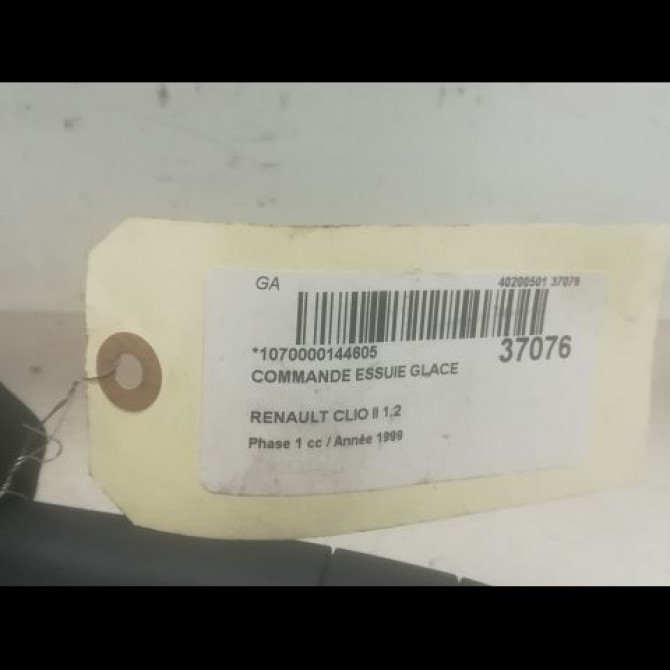 GA 40200501 37076
*1070000144605 37076
COMMANDE ESSUIE GLACE
RENAULT CLIO II 1.2
Phase 1 cc / Année 1999